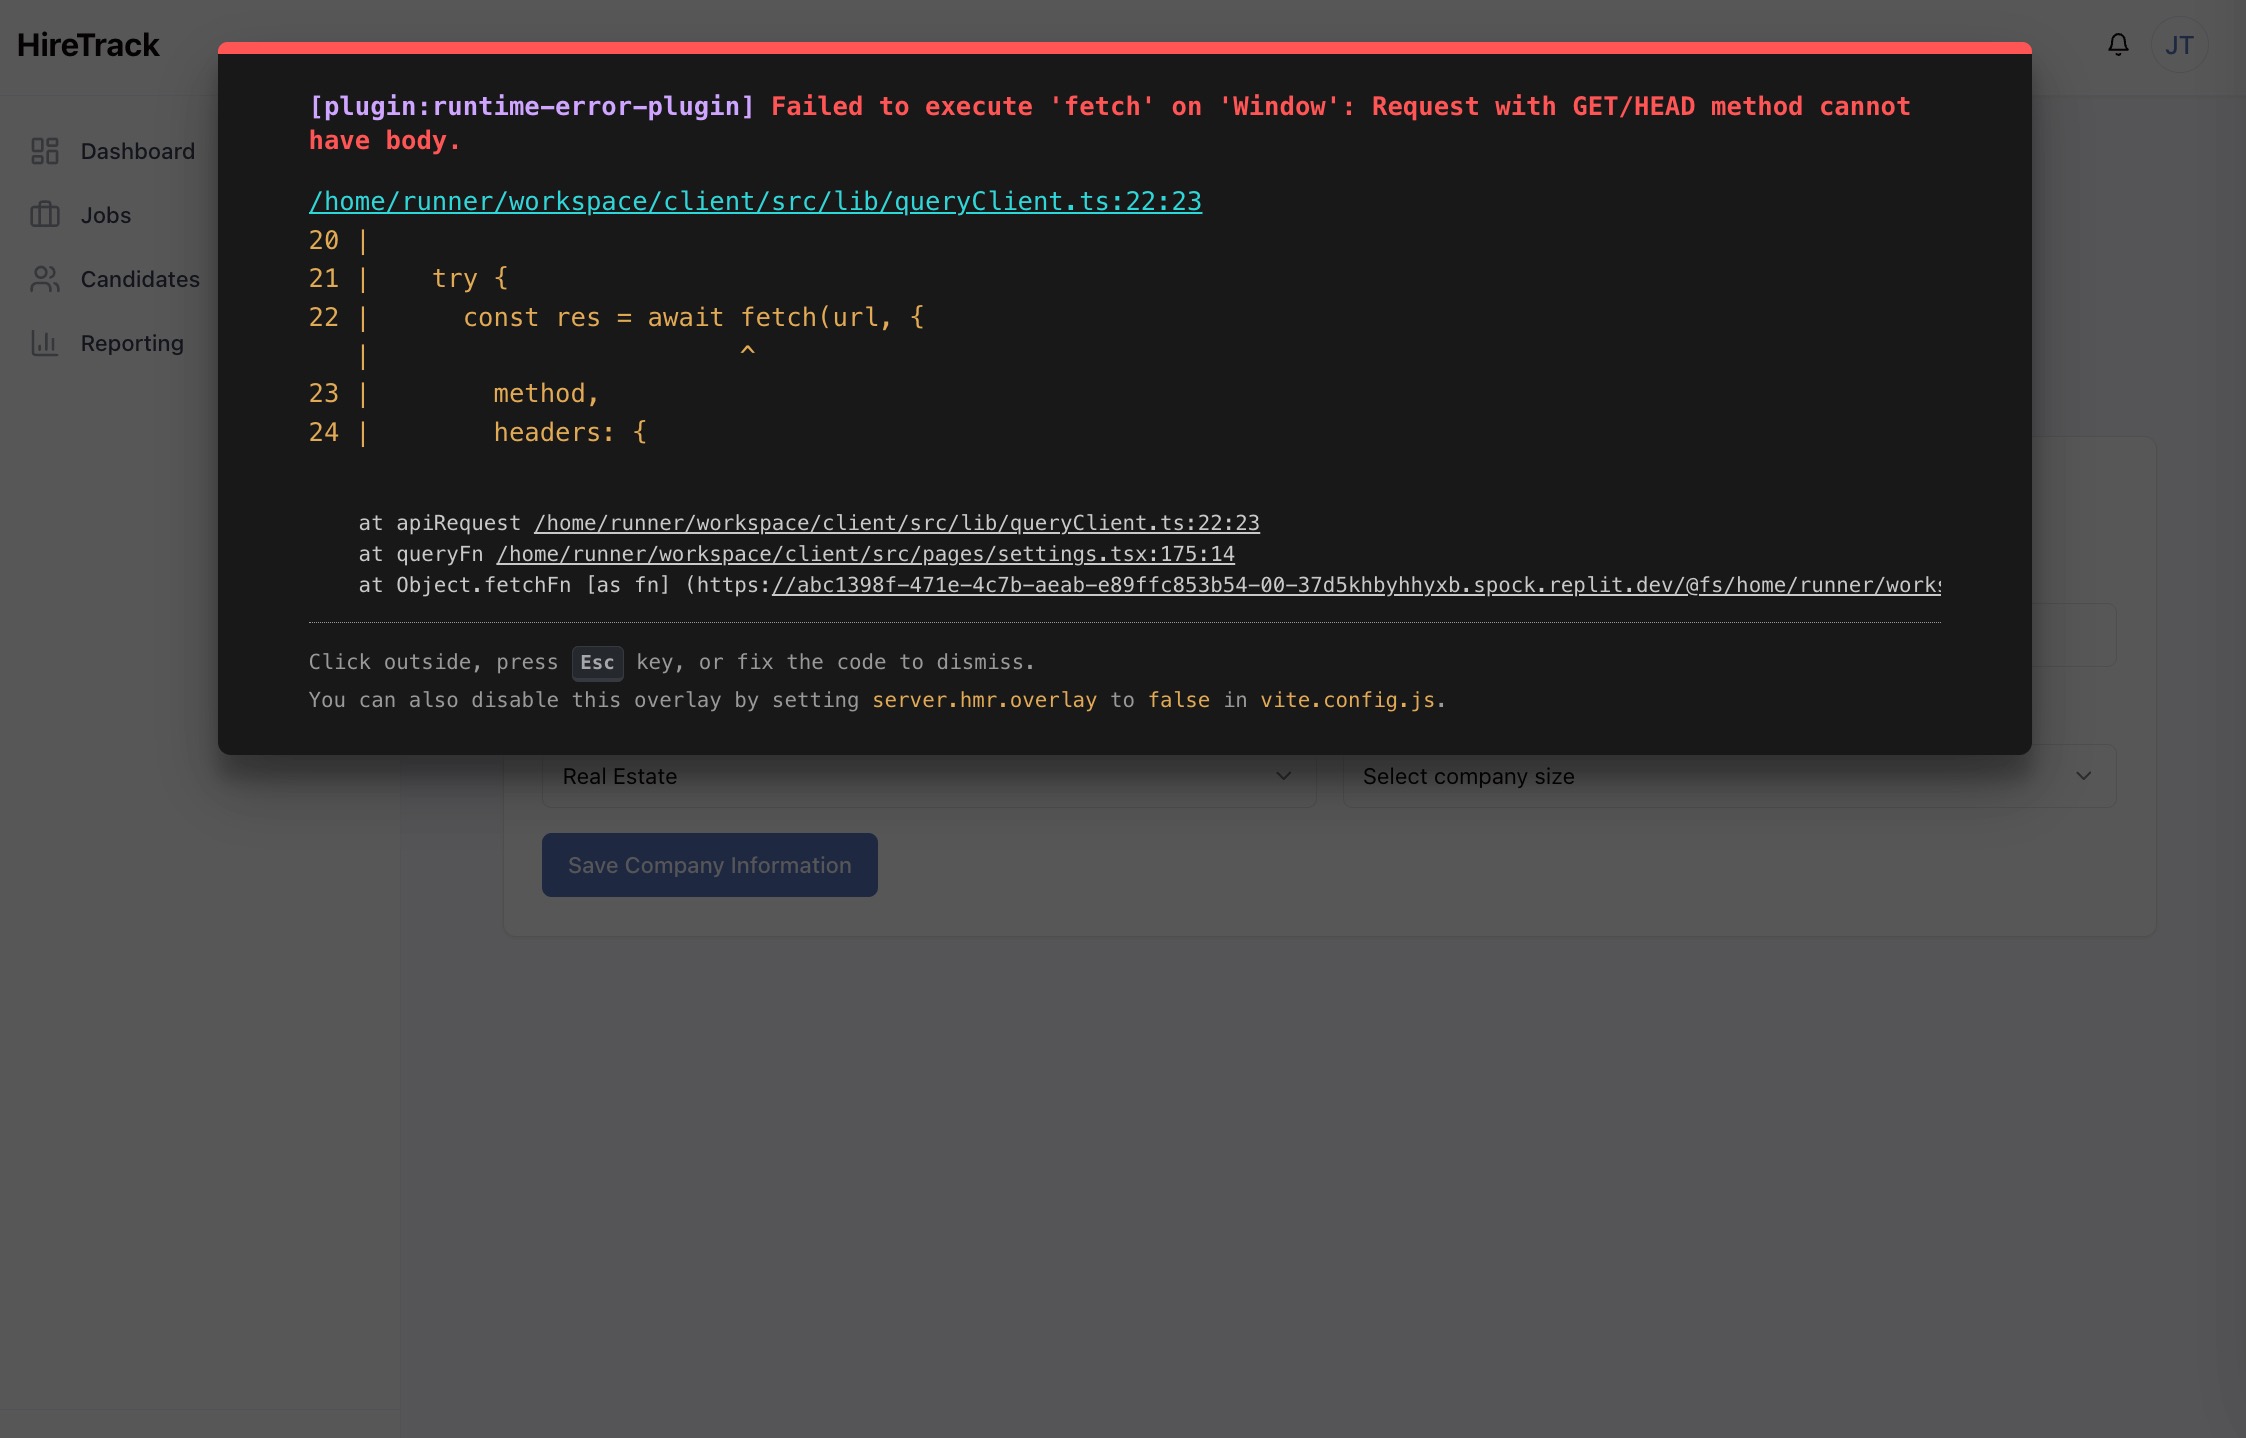 HireTrack
JT
Dashboard
Jobs
Candidates
Reporting
[plugin:runtime-error-plugin] Failed to execute 'fetch' on 'Window': Request with GET/HEAD method cannot
have body.
/home/runner/workspace/client/src/lib/queryClient.ts:22:23
20 |
21 |    try {
22 |      const res = await fetch(url, {
   |                        ^
23 |        method,
24 |        headers: {
at apiRequest /home/runner/workspace/client/src/lib/queryClient.ts:22:23
at queryFn /home/runner/workspace/client/src/pages/settings.tsx:175:14
at Object.fetchFn [as fn] (https://abc1398f-471e-4c7b-aeab-e89ffc853b54-00-37d5khbyhhyxb.spock.replit.dev/@fs/home/runner/works
Click outside, press Esc key, or fix the code to dismiss.
You can also disable this overlay by setting server.hmr.overlay to false in vite.config.js.
Real Estate
Select company size
Save Company Information